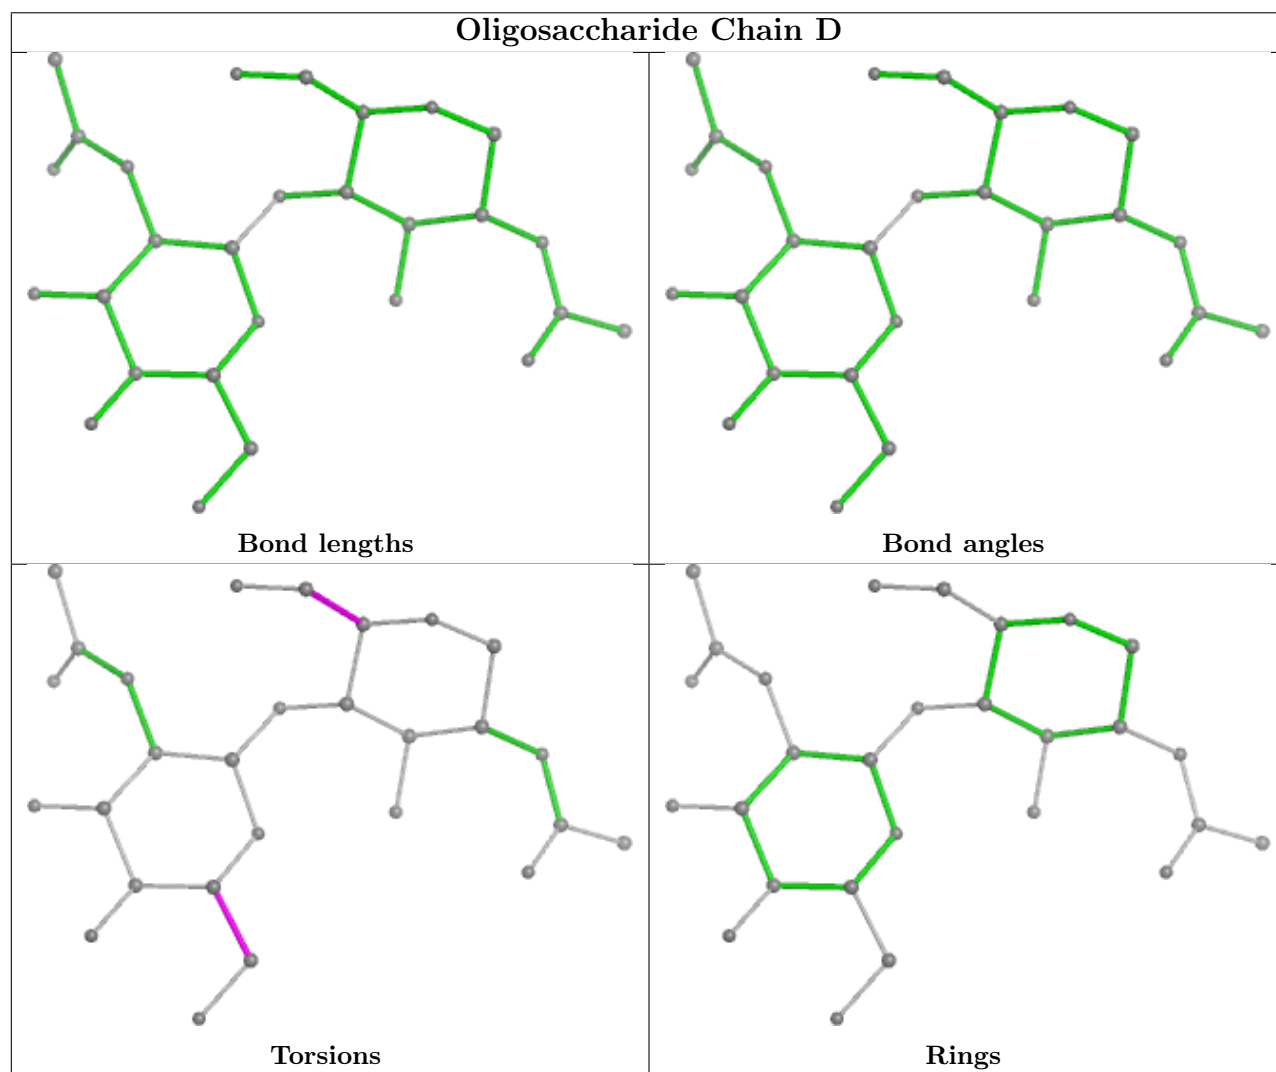 Oligosaccharide Chain D
Bond lengths
Bond angles
Torsions
Rings